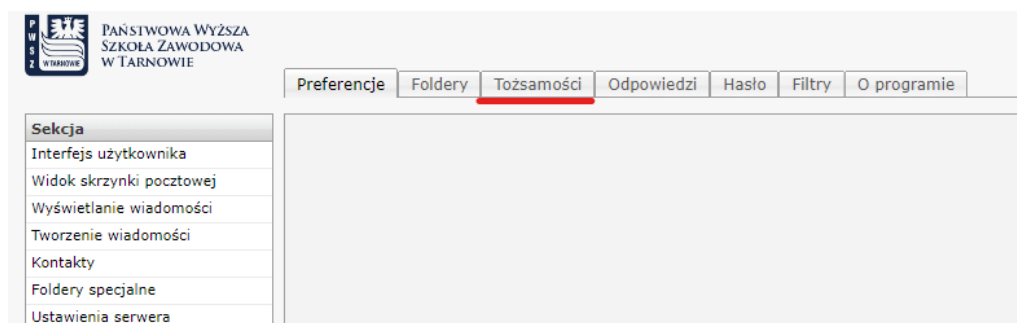 P
W
S
Z W TARNOWIE
PAŃSTWOWA WYŻSZA
SZKOŁA ZAWODOWA
W TARNOWIE
Preferencje Foldery Tożsamości Odpowiedzi Hasło Filtry O programie
Sekcja
Interfejs użytkownika
Widok skrzynki pocztowej
Wyświetlanie wiadomości
Tworzenie wiadomości
Kontakty
Foldery specjalne
Ustawienia serwera